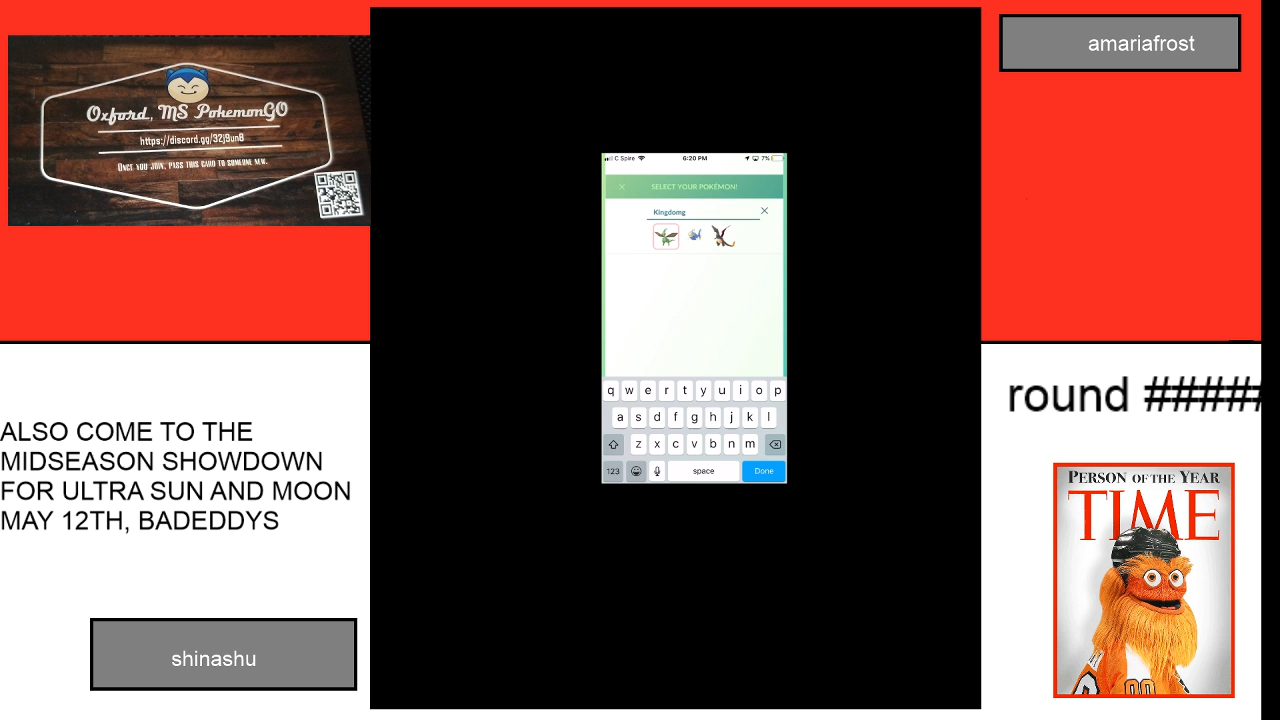 Oxford, MS PokemonGO
https://discord.gg/32j9un8
Once you join, pass this card to someone new.
amariafrost
C Spire 6:20 PM 7%
SELECT YOUR POKÉMON!
Kingdomg
q w e r t y u i o p
a s d f g h j k l
z x c v b n m
123 space Done
ALSO COME TO THE
MIDSEASON SHOWDOWN
FOR ULTRA SUN AND MOON
MAY 12TH, BADEDDYS
shinashu
round #####
PERSON OF THE YEAR
TIME